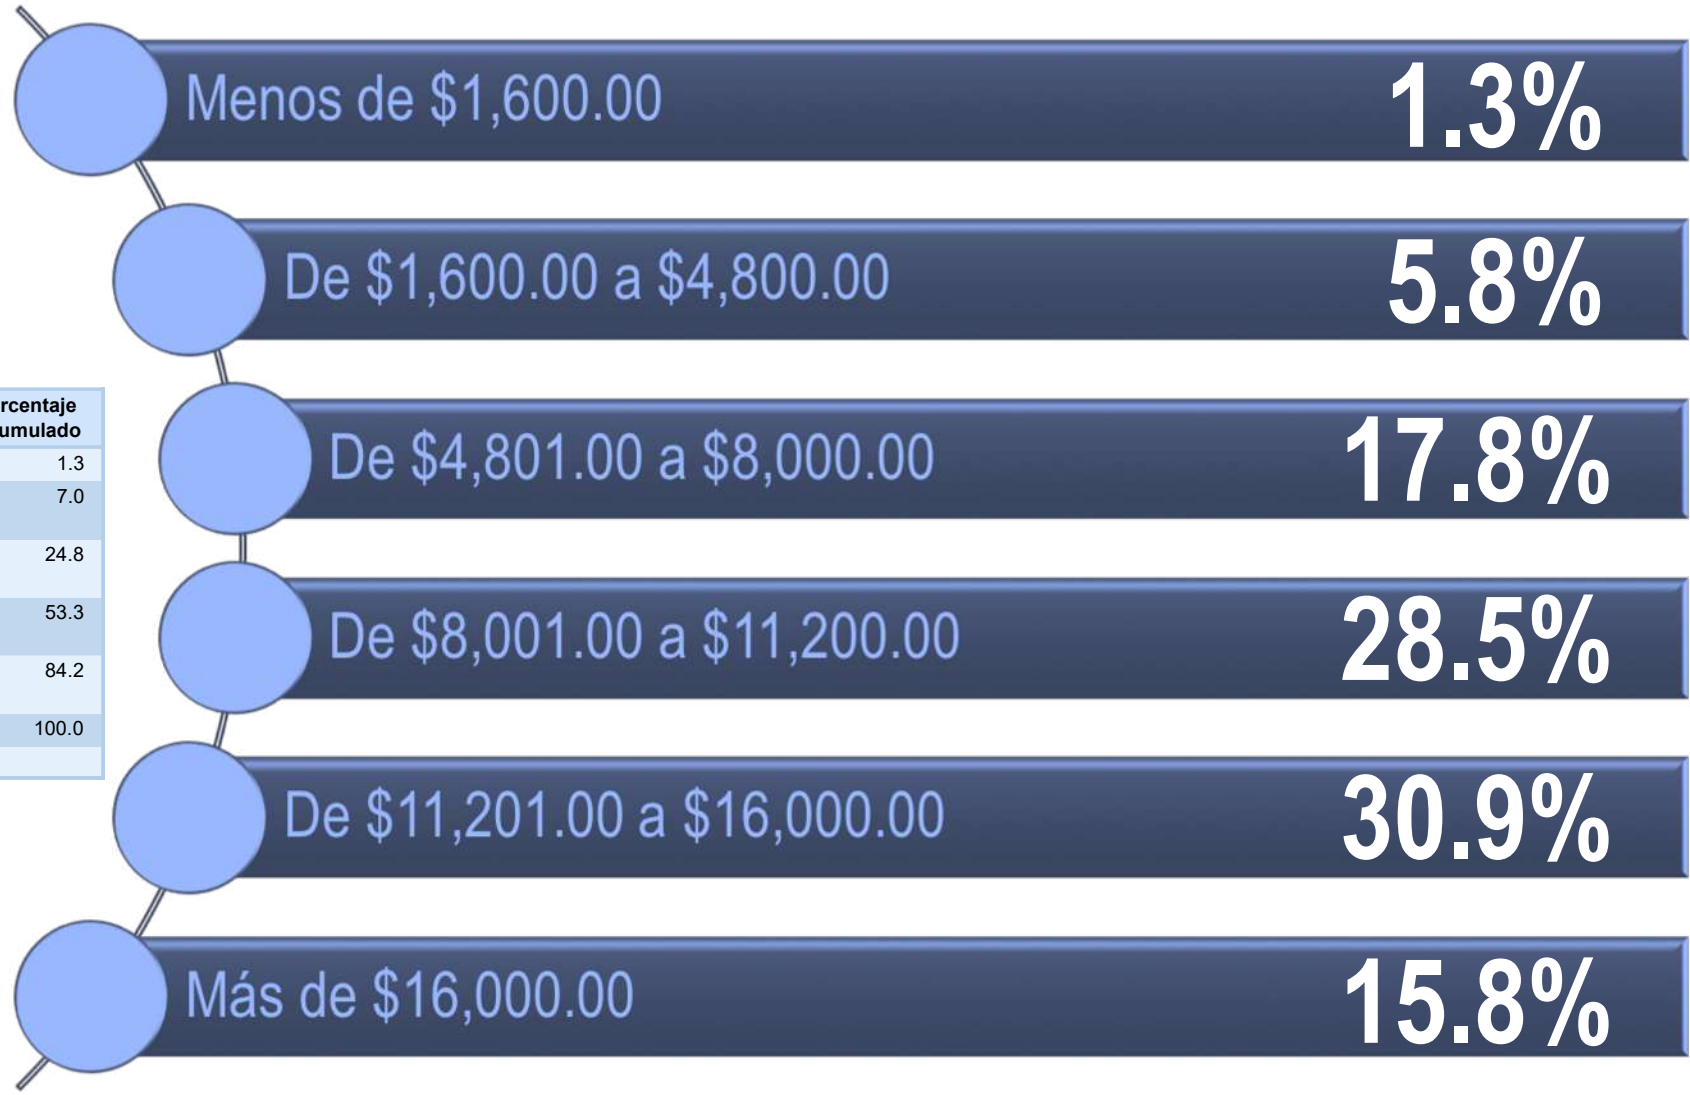 Menos de $1,600.00 1.3%
De $1,600.00 a $4,800.00 5.8%
De $4,801.00 a $8,000.00 17.8%
De $8,001.00 a $11,200.00 28.5%
De $11,201.00 a $16,000.00 30.9%
Más de $16,000.00 15.8%
rcentaje
umulado
1.3
7.0
24.8
53.3
84.2
100.0